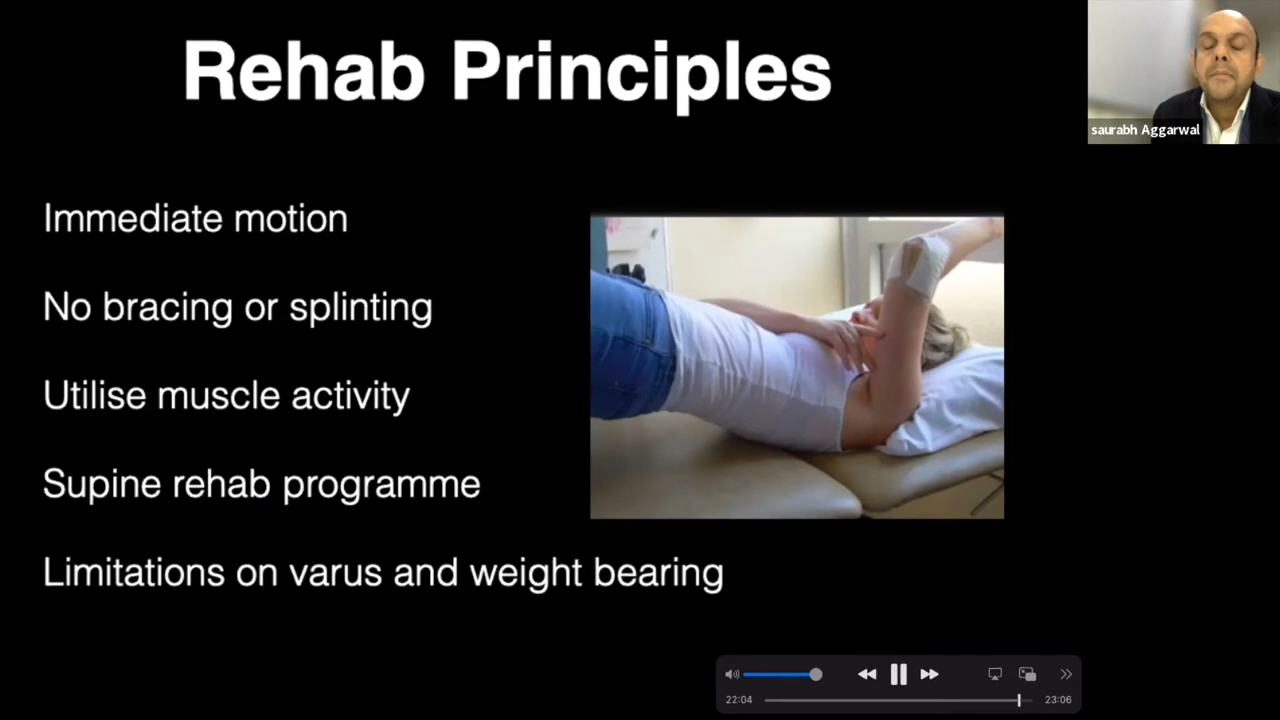 Rehab Principles
saurabh Aggarwal
Immediate motion
No bracing or splinting
Utilise muscle activity
Supine rehab programme
Limitations on varus and weight bearing
22:04
23:06